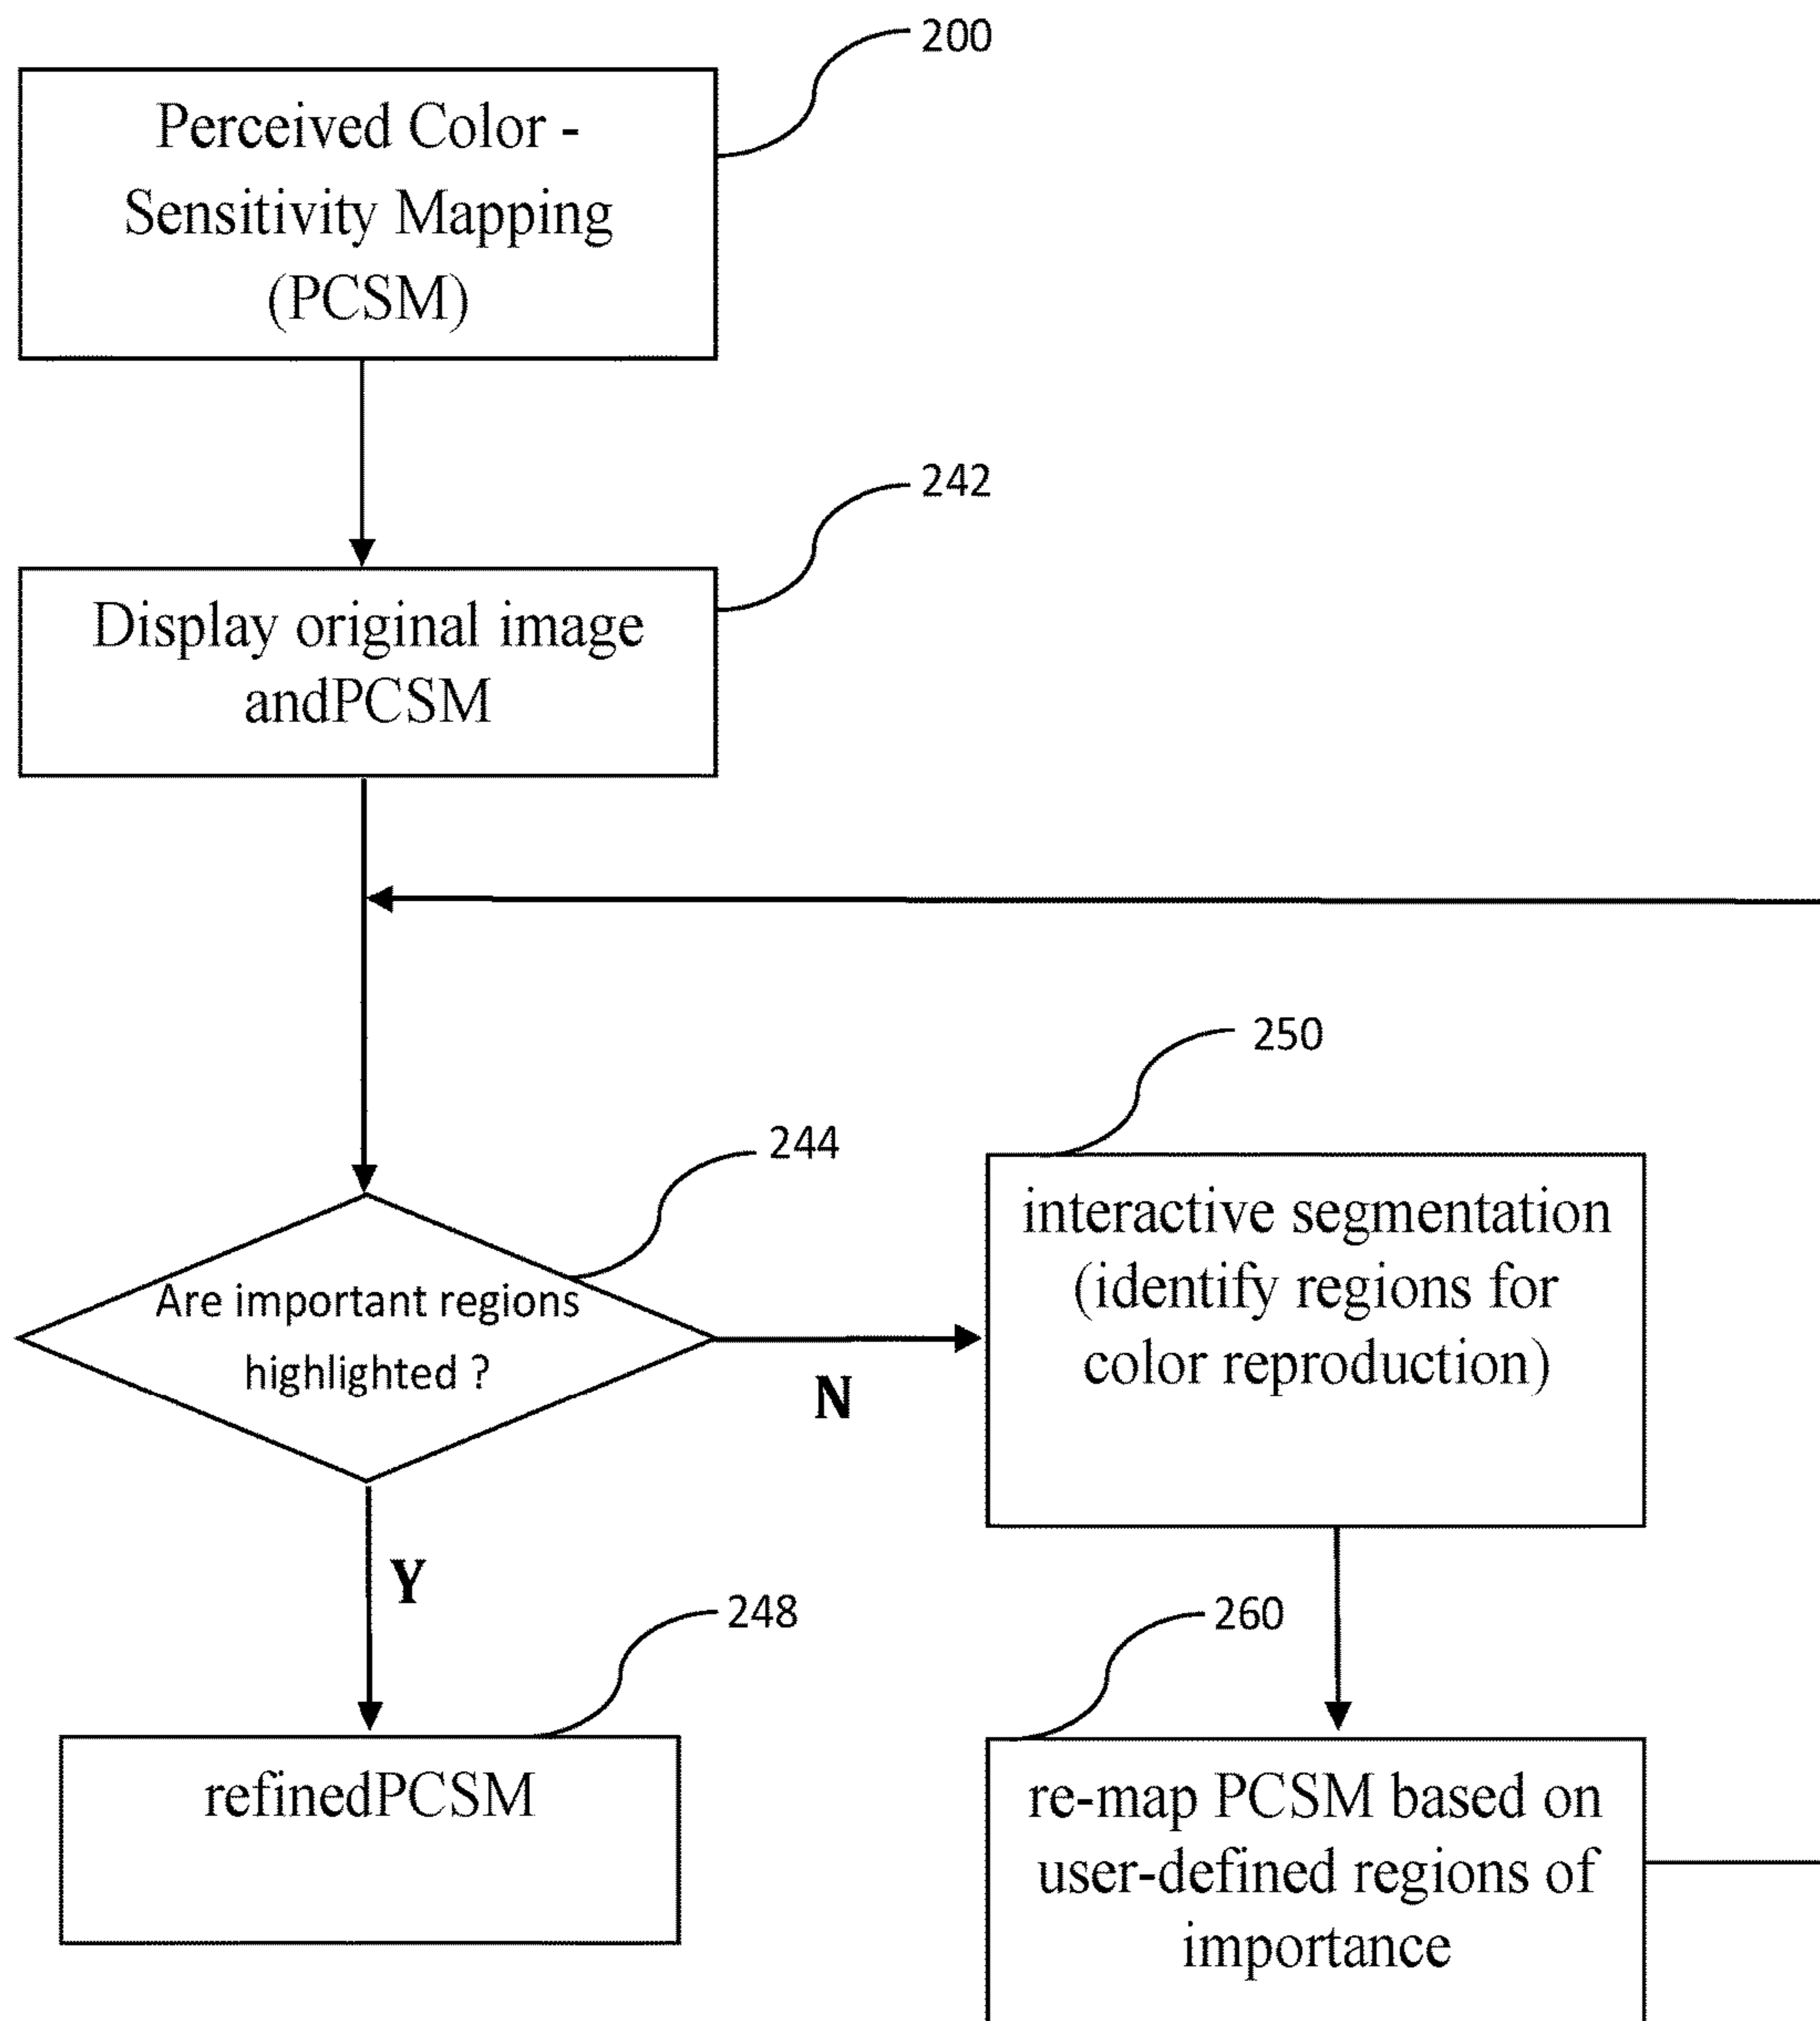 200
Perceived Color -
Sensitivity Mapping
(PCSM)
242
Display original image
andPCSM
244
Are important regions
highlighted ?
N
Y
250
interactive segmentation
(identify regions for
color reproduction)
248
refinedPCSM
260
re-map PCSM based on
user-defined regions of
importance